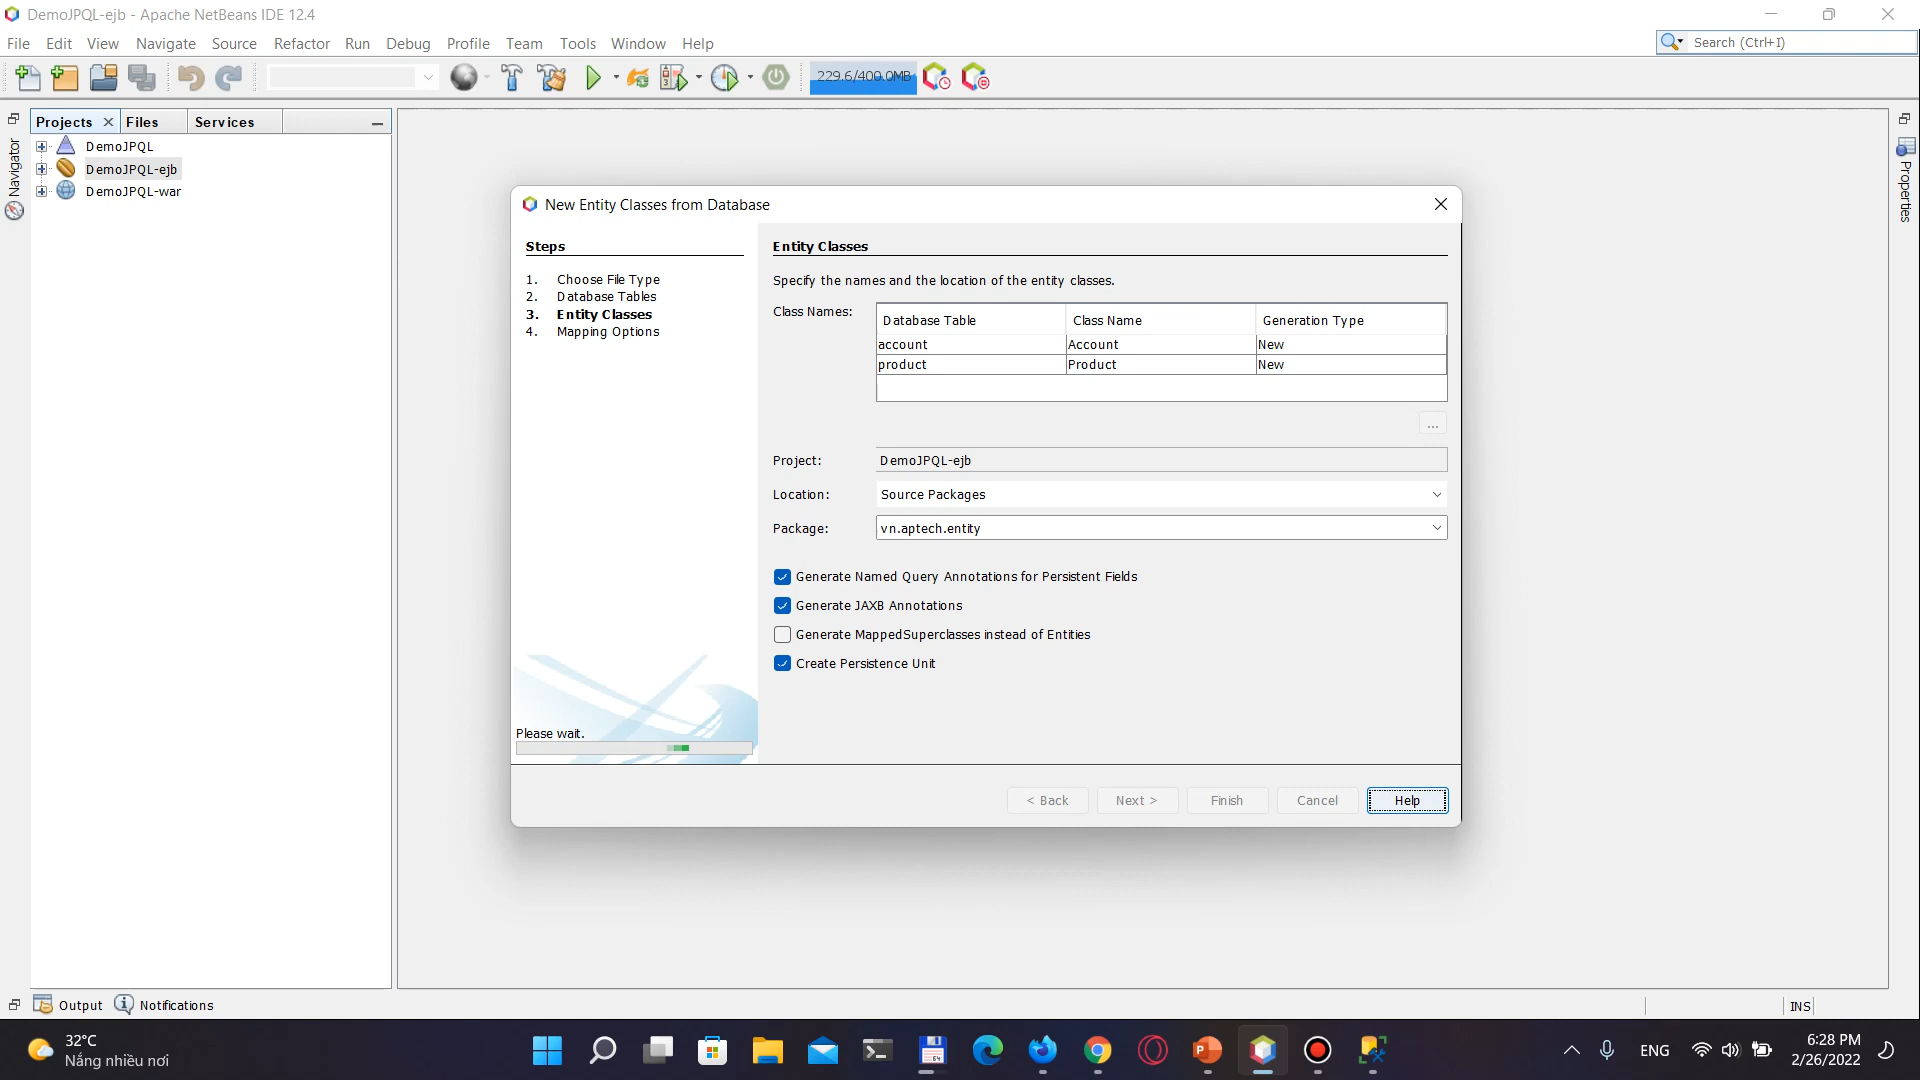 DemoJPQL-ejb - Apache NetBeans IDE 12.4
File Edit View Navigate Source Refactor Run Debug Profile Team Tools Window Help
Search (Ctrl+I)
229.6/400.0MB
Projects Files Services
Navigator
Properties
DemoJPQL
DemoJPQL-ejb
DemoJPQL-war
New Entity Classes from Database
Steps
1. Choose File Type
2. Database Tables
3. Entity Classes
4. Mapping Options
Entity Classes
Specify the names and the location of the entity classes.
Class Names:
Database Table Class Name Generation Type
account Account New
product Product New
...
Project: DemoJPQL-ejb
Location: Source Packages
Package: vn.aptech.entity
Generate Named Query Annotations for Persistent Fields
Generate JAXB Annotations
Generate MappedSuperclasses instead of Entities
Create Persistence Unit
Please wait.
< Back Next > Finish Cancel Help
Output Notifications
INS
32°C
Nắng nhiều nơi
64
P
ENG
6:28 PM
2/26/2022